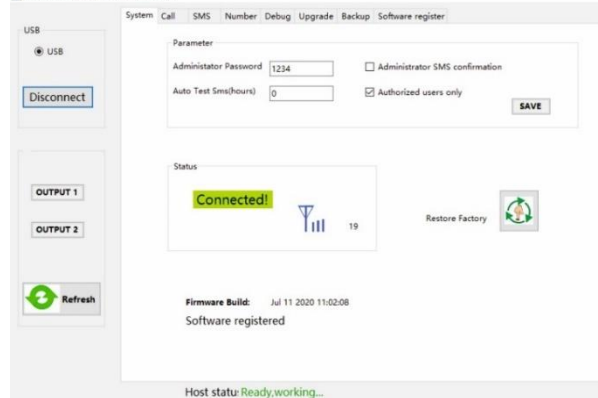 System Call SMS Number Debug Upgrade Backup Software register
USB
USB
Disconnect
Parameter
Administator Password 1234 Administrator SMS confirmation
Auto Test Sms(hours) 0 Authorized users only
SAVE
OUTPUT 1
OUTPUT 2
Refresh
Status
Connected!
19
Restore Factory
Firmware Build: Jul 11 2020 11:02:08
Software registered
Host statu Ready,working...